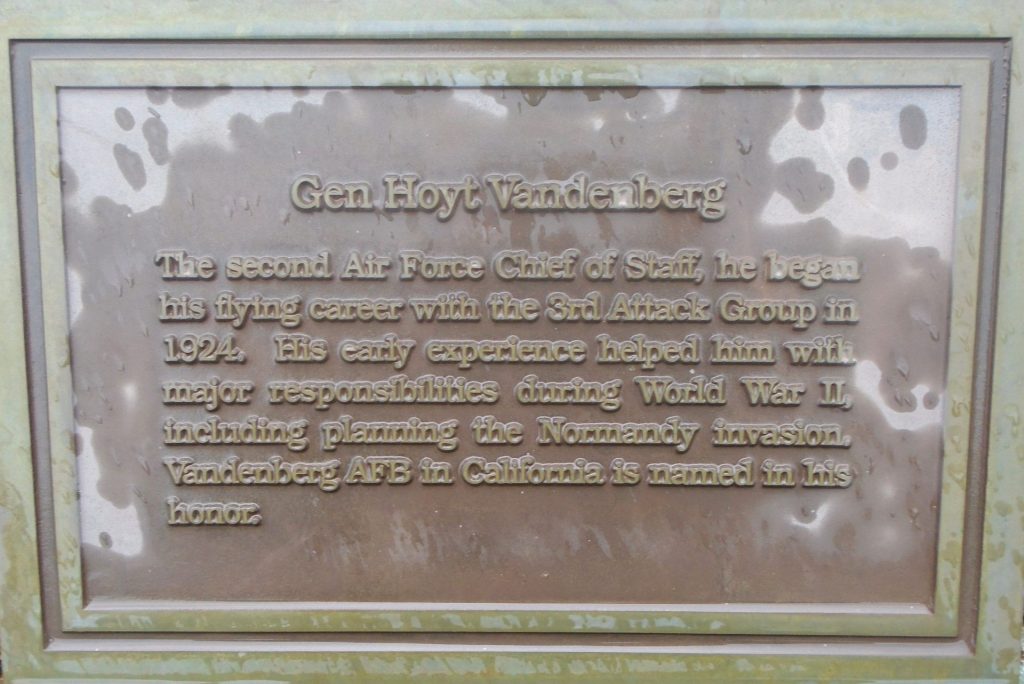 Gen Hoyt Vandenberg
The second Air Force Chief of Staff, he began
his flying career with the 3rd Attack Group in
1924. His early experience helped him with
major responsibilities during World War II,
including planning the Normandy invasion.
Vandenberg AFB in California is named in his
honor.